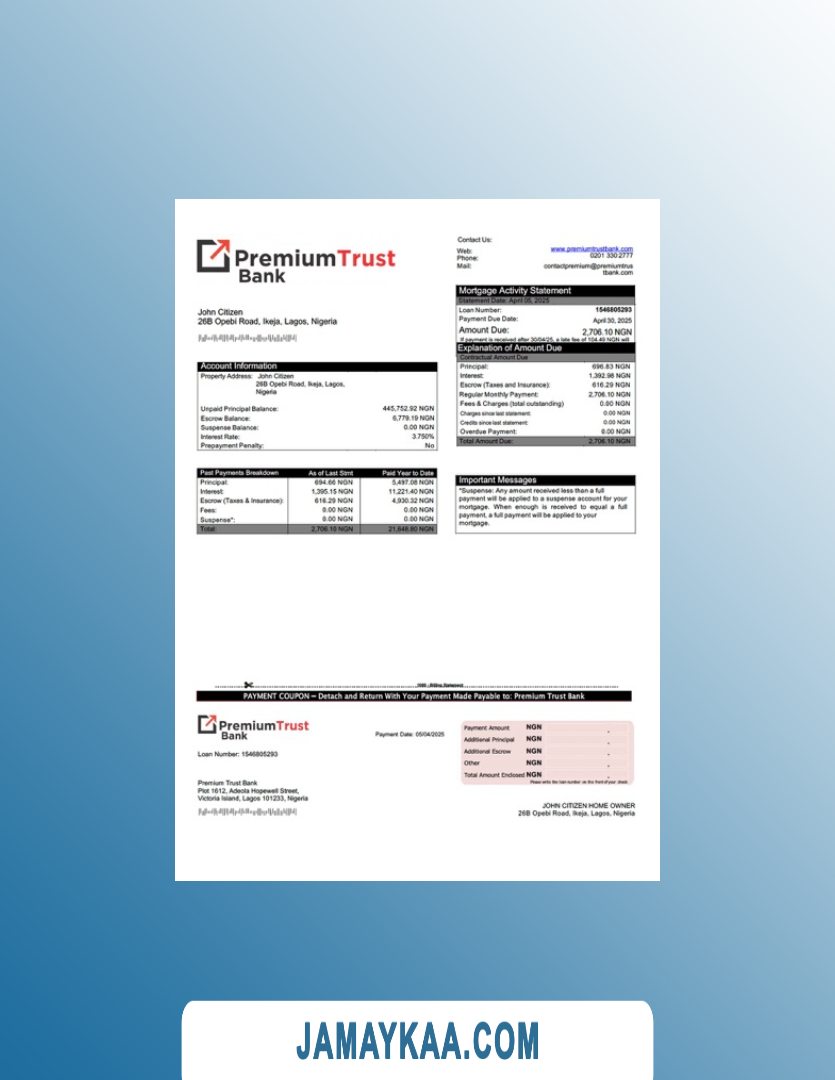 PremiumTrust
Bank
Contact Us:
Web: www.premiumtrustbank.com
Phone: 0201 330 2777
Mail: contactpremium@premiumtrus
tbank.com
John Citizen
26B Opebi Road, Ikeja, Lagos, Nigeria
Mortgage Activity Statement
Statement Date: April 05, 2025
Loan Number: 1546805293
Payment Due Date: April 30, 2025
Amount Due: 2,706.10 NGN
If payment is received after 30/04/25, a late fee of 104.49 NGN will
Explanation of Amount Due
Contractual Amount Due
Principal: 696.83 NGN
Interest: 1,392.98 NGN
Escrow (Taxes and Insurance): 616.29 NGN
Regular Monthly Payment: 2,706.10 NGN
Fees & Charges (total outstanding) 0.00 NGN
Charges since last statement: 0.00 NGN
Credits since last statement: 0.00 NGN
Overdue Payment: 0.00 NGN
Total Amount Due: 2,706.10 NGN
Account Information
Property Address: John Citizen
26B Opebi Road, Ikeja, Lagos,
Nigeria
Unpaid Principal Balance: 445,752.92 NGN
Escrow Balance: 6,779.19 NGN
Suspense Balance: 0.00 NGN
Interest Rate: 3.750%
Prepayment Penalty: No
Past Payments Breakdown As of Last Stmt Paid Year to Date
Principal: 694.66 NGN 5,497.08 NGN
Interest: 1,395.15 NGN 11,221.40 NGN
Escrow (Taxes & Insurance): 616.29 NGN 4,930.32 NGN
Fees: 0.00 NGN 0.00 NGN
Suspense*: 0.00 NGN 0.00 NGN
Total: 2,706.10 NGN 21,648.80 NGN
Important Messages
*Suspense: Any amount received less than a full
payment will be applied to a suspense account for your
mortgage. When enough is received to equal a full
payment, a full payment will be applied to your
mortgage.
PAYMENT COUPON – Detach and Return With Your Payment Made Payable to: Premium Trust Bank
PremiumTrust
Bank
Payment Date: 05/04/2025
Loan Number: 1546805293
Payment Amount NGN
Additional Principal NGN
Additional Escrow NGN
Other NGN
Total Amount Enclosed NGN
Please write the loan number on the front of your check.
Premium Trust Bank
Plot 1612, Adeola Hopewell Street,
Victoria Island, Lagos 101233, Nigeria
JOHN CITIZEN HOME OWNER
26B Opebi Road, Ikeja, Lagos, Nigeria
JAMAYKAA.COM